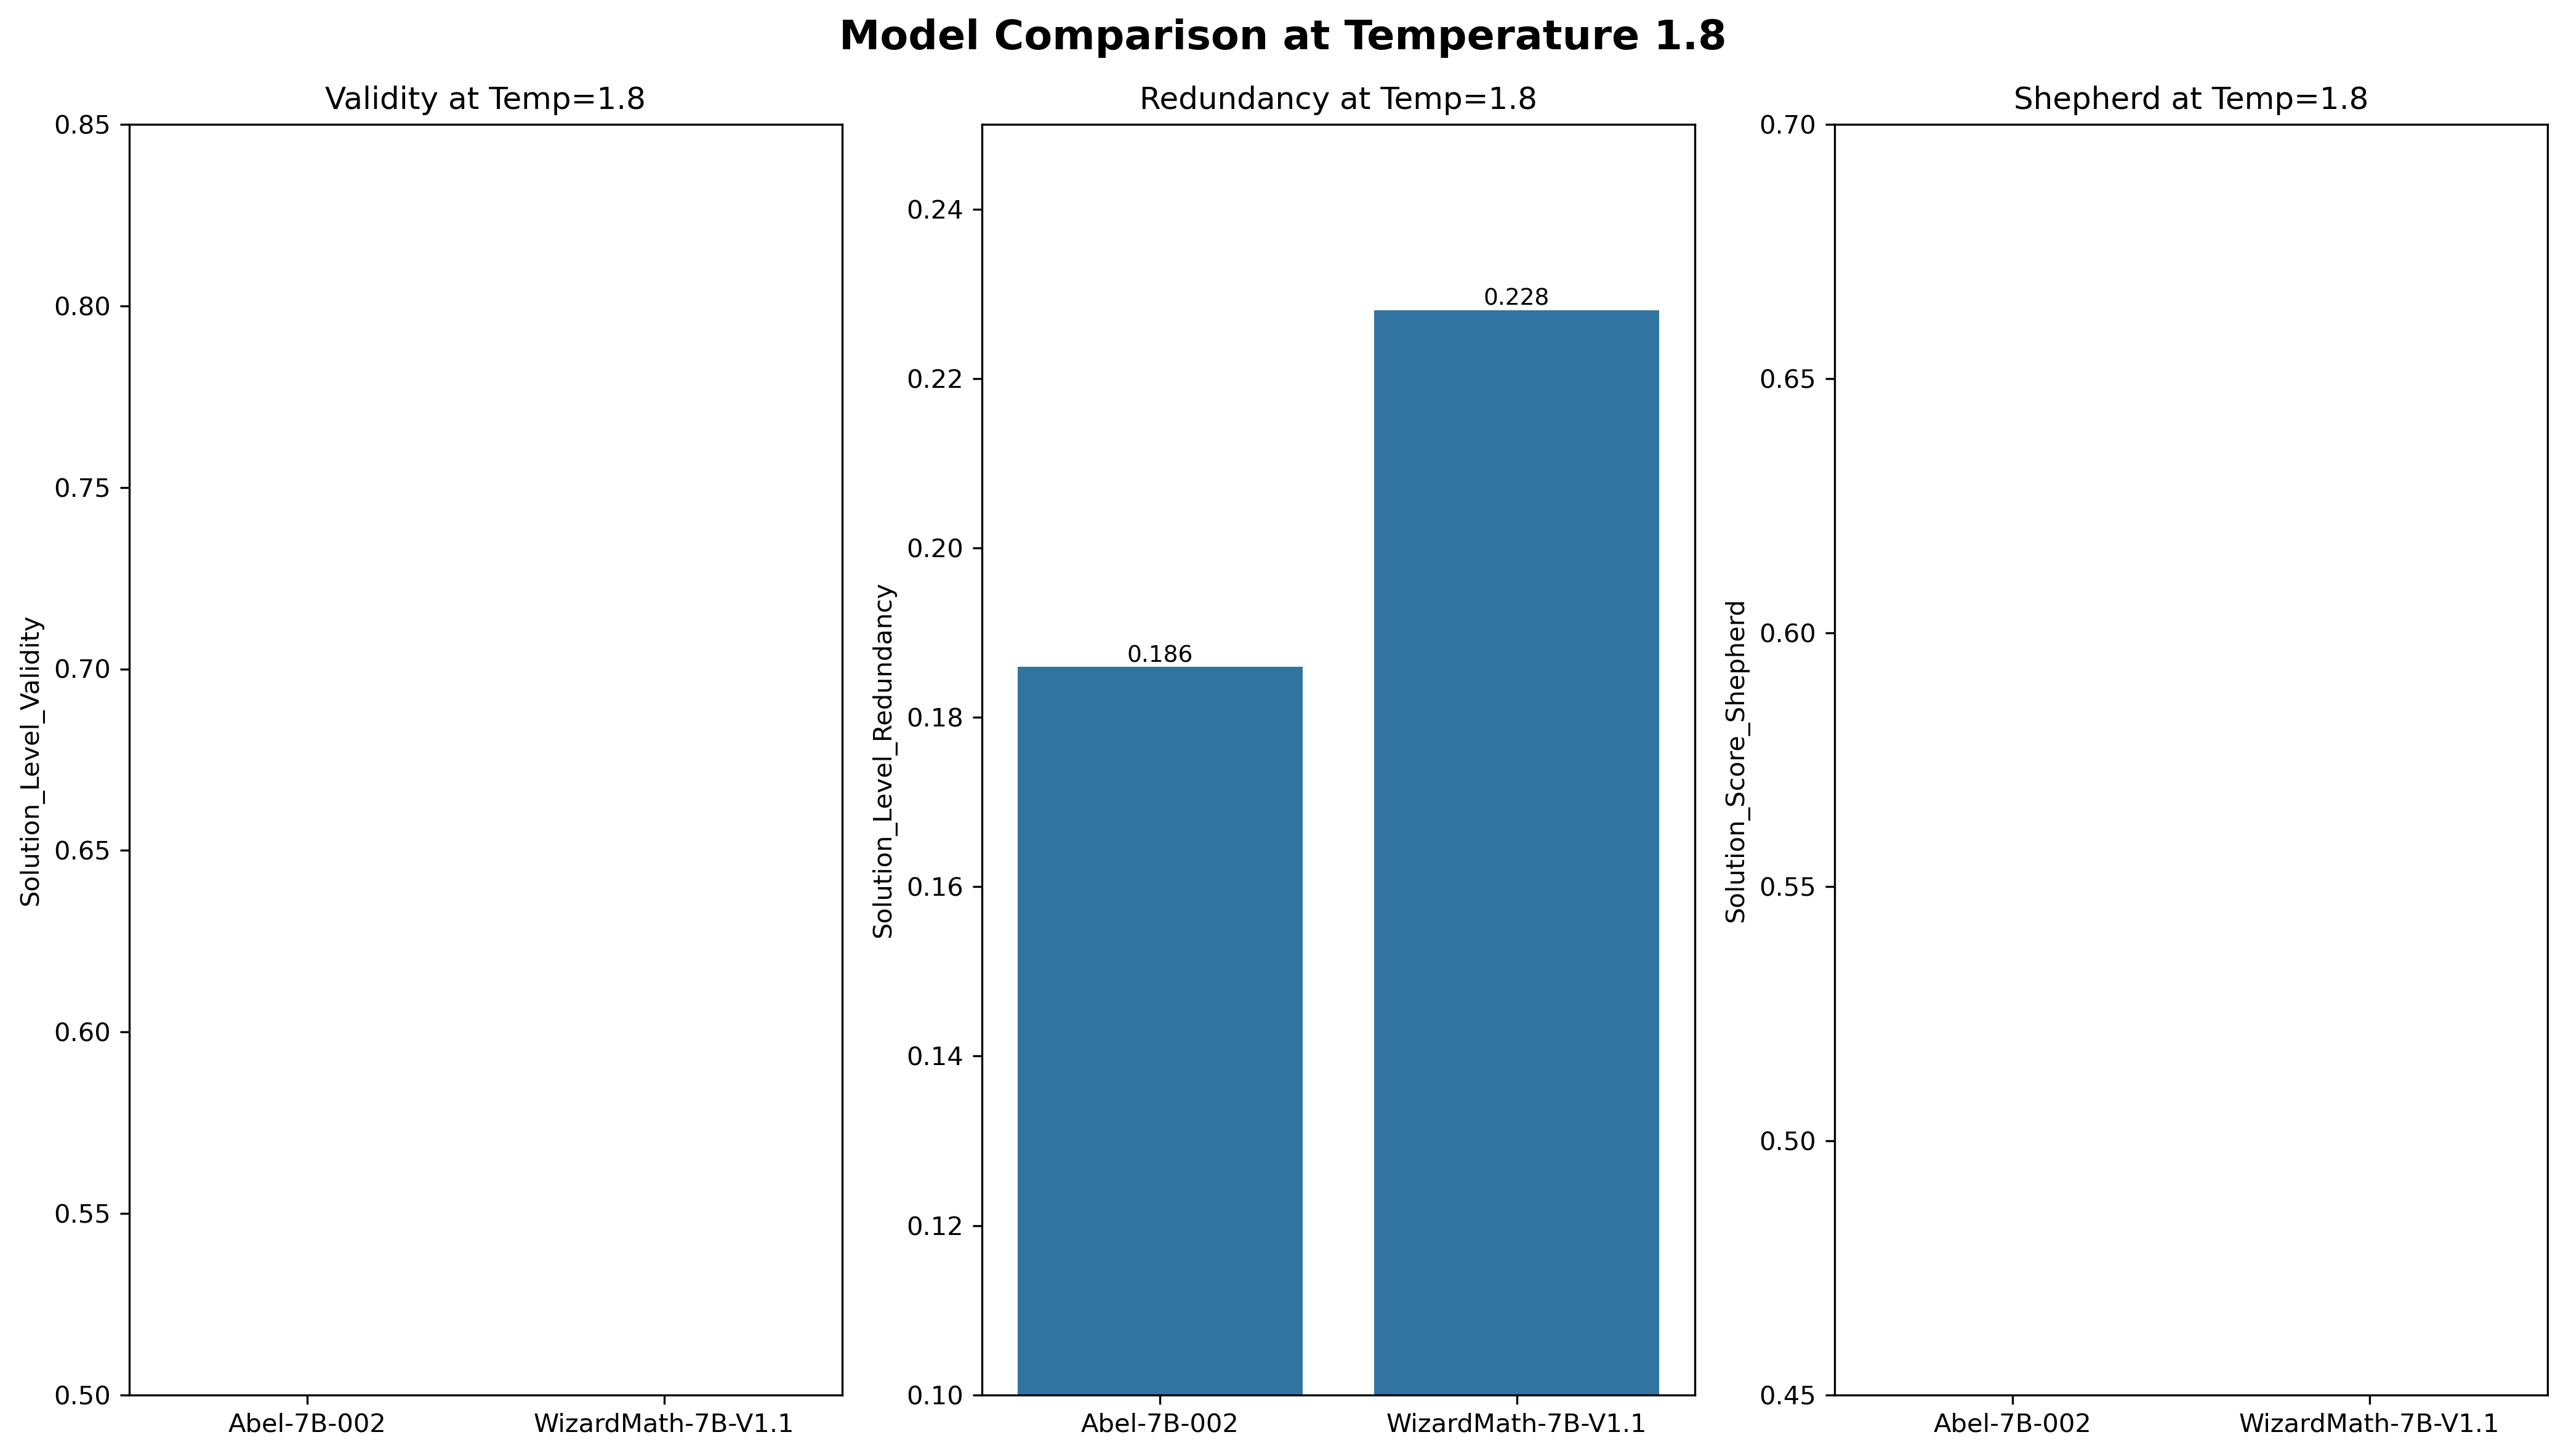 Model Comparison at Temperature 1.8
Validity at Temp=1.8
Solution_Level_Validity
0.85
0.80
0.75
0.70
0.65
0.60
0.55
0.50
Abel-7B-002
WizardMath-7B-V1.1
Redundancy at Temp=1.8
Solution_Level_Redundancy
0.24
0.22
0.20
0.18
0.16
0.14
0.12
0.10
0.186
0.228
Abel-7B-002
WizardMath-7B-V1.1
Shepherd at Temp=1.8
Solution_Score_Shepherd
0.70
0.65
0.60
0.55
0.50
0.45
Abel-7B-002
WizardMath-7B-V1.1